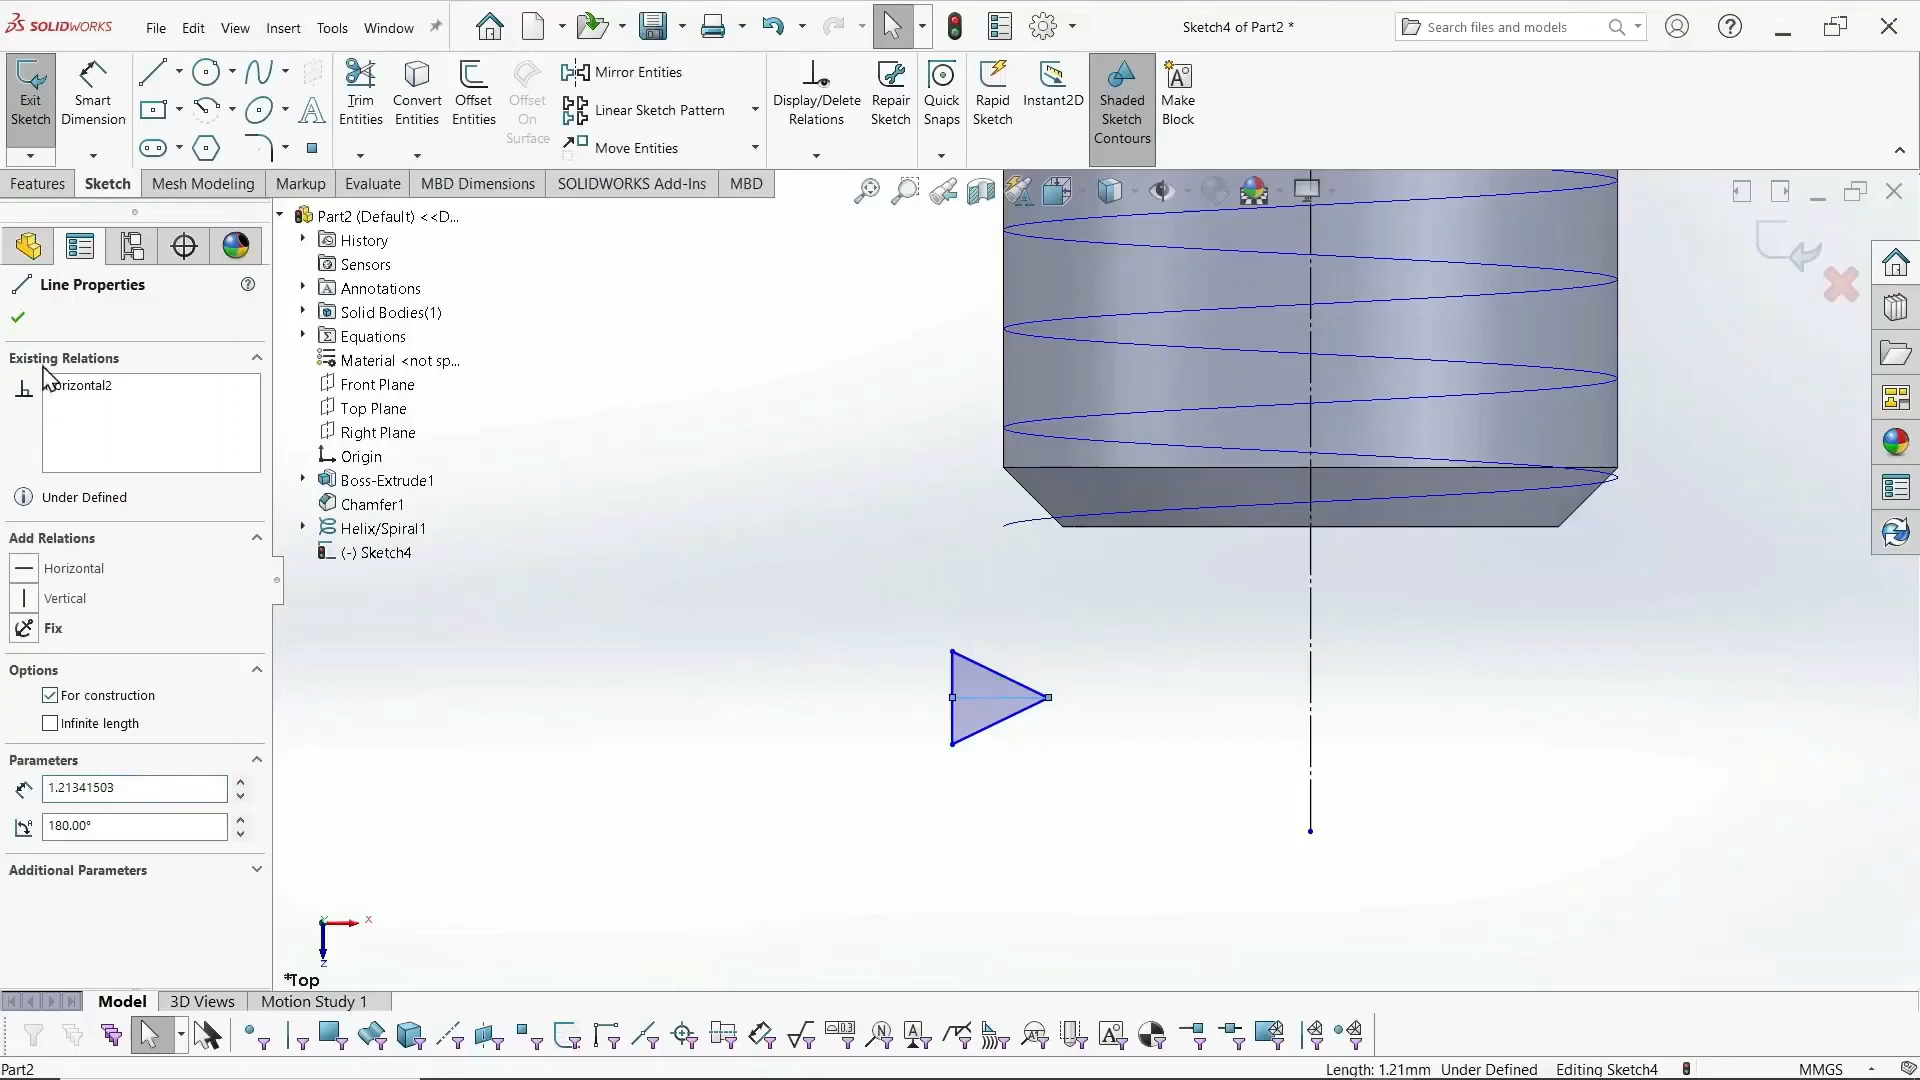 SOLIDWORKS File Edit View Insert Tools Window Sketch4 of Part2 * Search files and models
Exit Sketch
Smart Dimension
Trim Entities
Convert Entities
Offset Entities
Offset On Surface
Mirror Entities
Linear Sketch Pattern
Move Entities
Display/Delete Relations
Repair Sketch
Quick Snaps
Rapid Sketch
Instant2D
Shaded Sketch Contours
Make Block
Features Sketch Mesh Modeling Markup Evaluate MBD Dimensions SOLIDWORKS Add-Ins MBD
Line Properties
Existing Relations
orizontal2
Under Defined
Add Relations
Horizontal
Vertical
Fix
Options
For construction
Infinite length
Parameters
1.21341503
180.00°
Additional Parameters
Part2 (Default) <<D...
History
Sensors
Annotations
Solid Bodies(1)
Equations
Material <not sp...
Front Plane
Top Plane
Right Plane
Origin
Boss-Extrude1
Chamfer1
Helix/Spiral1
(-) Sketch4
Y
X
Z
*Top
Model 3D Views Motion Study 1
Part2 Length: 1.21mm Under Defined Editing Sketch4 MMGS